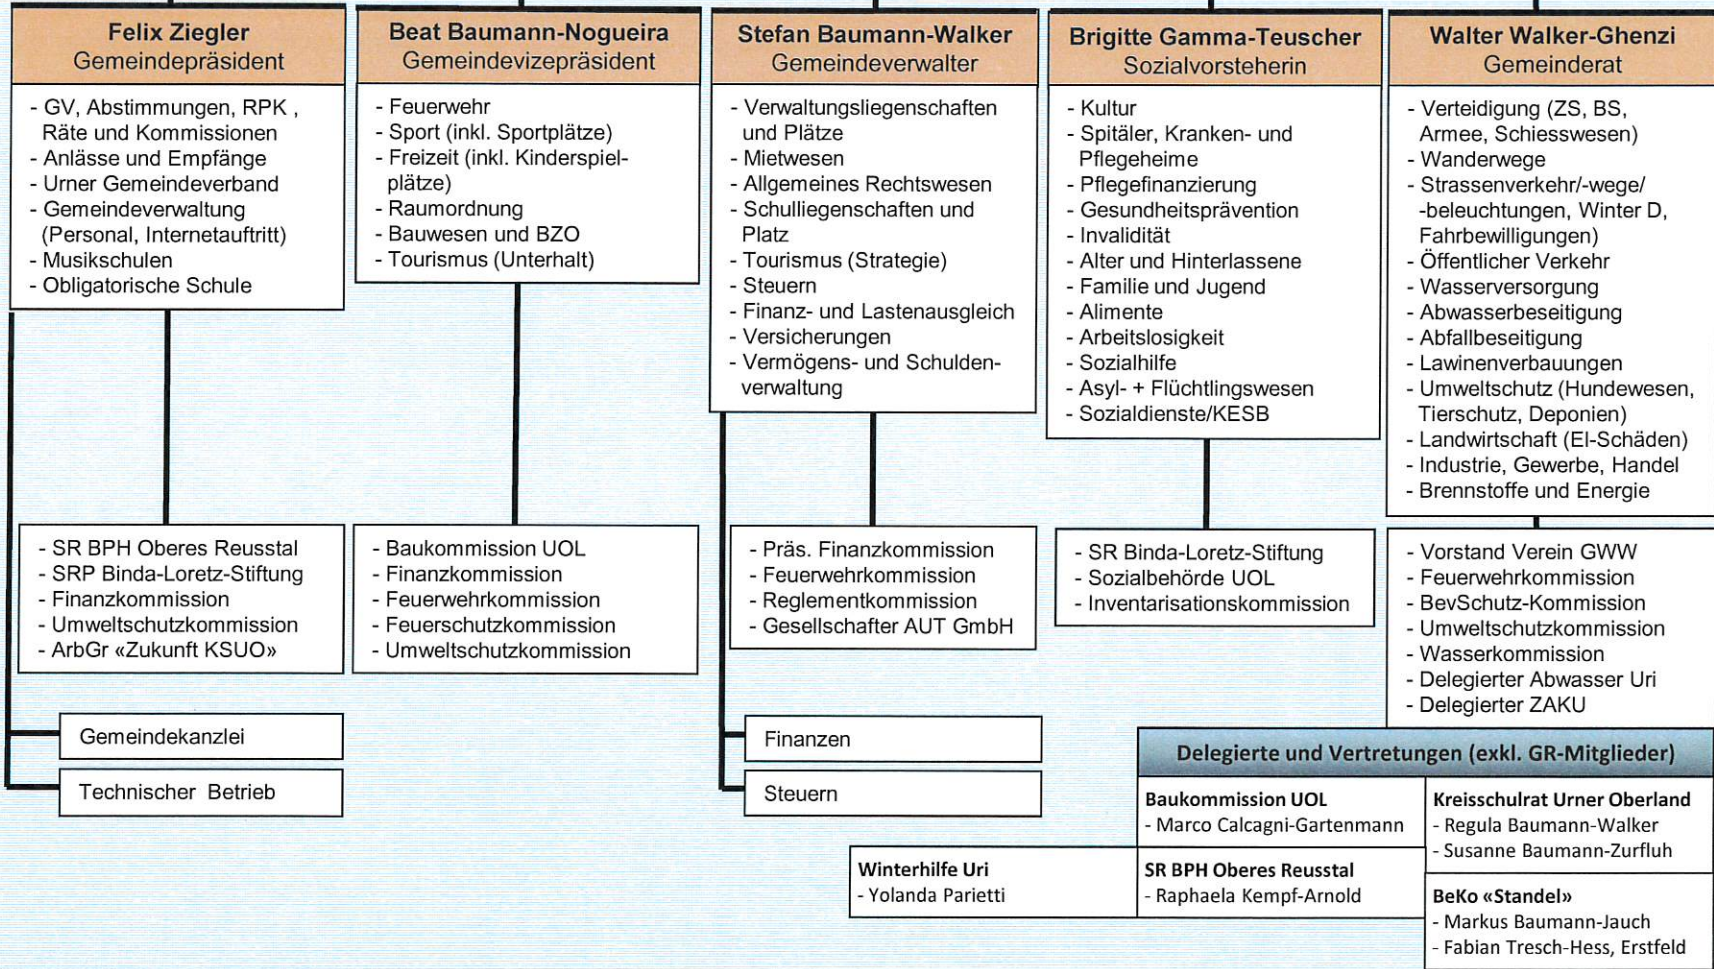 Felix Ziegler
Gemeindepräsident
- GV, Abstimmungen, RPK ,
Räte und Kommissionen
- Anlässe und Empfänge
- Urner Gemeindeverband
- Gemeindeverwaltung
(Personal, Internetauftritt)
- Musikschulen
- Obligatorische Schule
- SR BPH Oberes Reusstal
- SRP Binda-Loretz-Stiftung
- Finanzkommission
- Umweltschutzkommission
- ArbGr «Zukunft KSUO»
Gemeindekanzlei
Technischer Betrieb
Beat Baumann-Nogueira
Gemeindevizepräsident
- Feuerwehr
- Sport (inkl. Sportplätze)
- Freizeit (inkl. Kinderspiel-
plätze)
- Raumordnung
- Bauwesen und BZO
- Tourismus (Unterhalt)
- Baukommission UOL
- Finanzkommission
- Feuerwehrkommission
- Feuerschutzkommission
- Umweltschutzkommission
Stefan Baumann-Walker
Gemeindeverwalter
- Verwaltungsliegenschaften
und Plätze
- Mietwesen
- Allgemeines Rechtswesen
- Schulliegenschaften und
Platz
- Tourismus (Strategie)
- Steuern
- Finanz- und Lastenausgleich
- Versicherungen
- Vermögens- und Schulden-
verwaltung
- Präs. Finanzkommission
- Feuerwehrkommission
- Reglementkommission
- Gesellschafter AUT GmbH
Finanzen
Steuern
Brigitte Gamma-Teuscher
Sozialvorsteherin
- Kultur
- Spitäler, Kranken- und
Pflegeheime
- Pflegefinanzierung
- Gesundheitsprävention
- Invalidität
- Alter und Hinterlassene
- Familie und Jugend
- Alimente
- Arbeitslosigkeit
- Sozialhilfe
- Asyl- + Flüchtlingswesen
- Sozialdienste/KESB
- SR Binda-Loretz-Stiftung
- Sozialbehörde UOL
- Inventarisationskommission
Walter Walker-Ghenzi
Gemeinderat
- Verteidigung (ZS, BS,
Armee, Schiesswesen)
- Wanderwege
- Strassenverkehr/-wege/
-beleuchtungen, Winter D,
Fahrbewilligungen)
- Öffentlicher Verkehr
- Wasserversorgung
- Abwasserbeseitigung
- Abfallbeseitigung
- Lawinenverbauungen
- Umweltschutz (Hundewesen,
Tierschutz, Deponien)
- Landwirtschaft (El-Schäden)
- Industrie, Gewerbe, Handel
- Brennstoffe und Energie
- Vorstand Verein GWW
- Feuerwehrkommission
- BevSchutz-Kommission
- Umweltschutzkommission
- Wasserkommission
- Delegierter Abwasser Uri
- Delegierter ZAKU
Delegierte und Vertretungen (exkl. GR-Mitglieder)
Baukommission UOL
- Marco Calcagni-Gartenmann
Kreisschulrat Urner Oberland
- Regula Baumann-Walker
- Susanne Baumann-Zurfluh
Winterhilfe Uri
- Yolanda Parietti
SR BPH Oberes Reusstal
- Raphaela Kempf-Arnold
BeKo «Standel»
- Markus Baumann-Jauch
- Fabian Tresch-Hess, Erstfeld